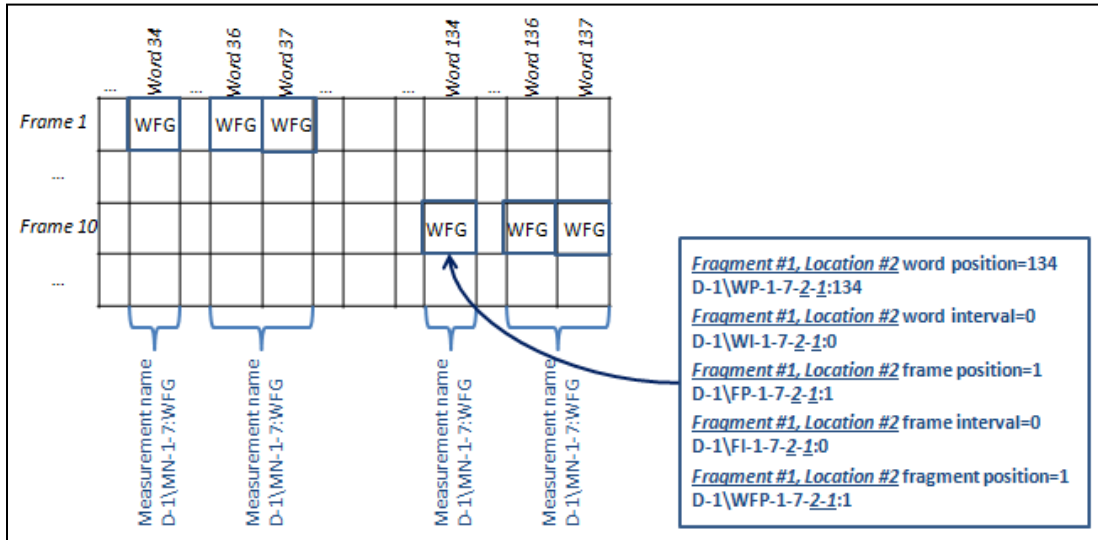 ... Word 34 ... Word 36 Word 37 ... ... Word 134 ... Word 136 Word 137
Frame 1 WFG WFG WFG
...
Frame 10 WFG WFG WFG
...
Measurement name
D-1\MN-1-7:WFG
Measurement name
D-1\MN-1-7:WFG
Measurement name
D-1\MN-1-7:WFG
Measurement name
D-1\MN-1-7:WFG
Fragment #1, Location #2 word position=134
D-1\WP-1-7-2-1:134
Fragment #1, Location #2 word interval=0
D-1\WI-1-7-2-1:0
Fragment #1, Location #2 frame position=1
D-1\FP-1-7-2-1:1
Fragment #1, Location #2 frame interval=0
D-1\FI-1-7-2-1:0
Fragment #1, Location #2 fragment position=1
D-1\WFP-1-7-2-1:1